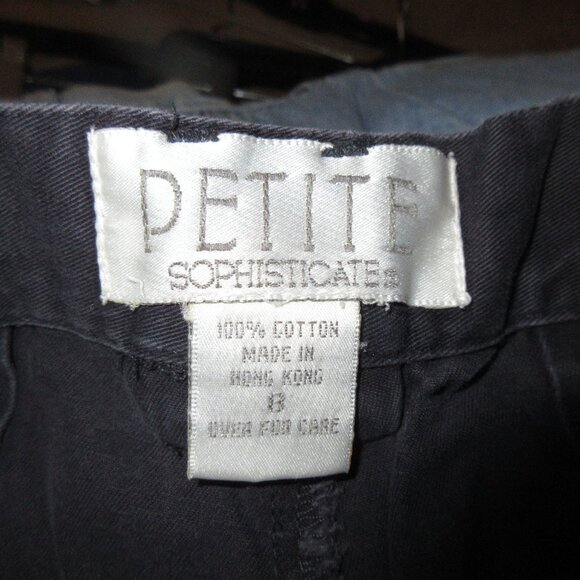 PETITE
SOPHISTICATE®
100% COTTON
MADE IN
HONG KONG
8
OVER FOR CARE